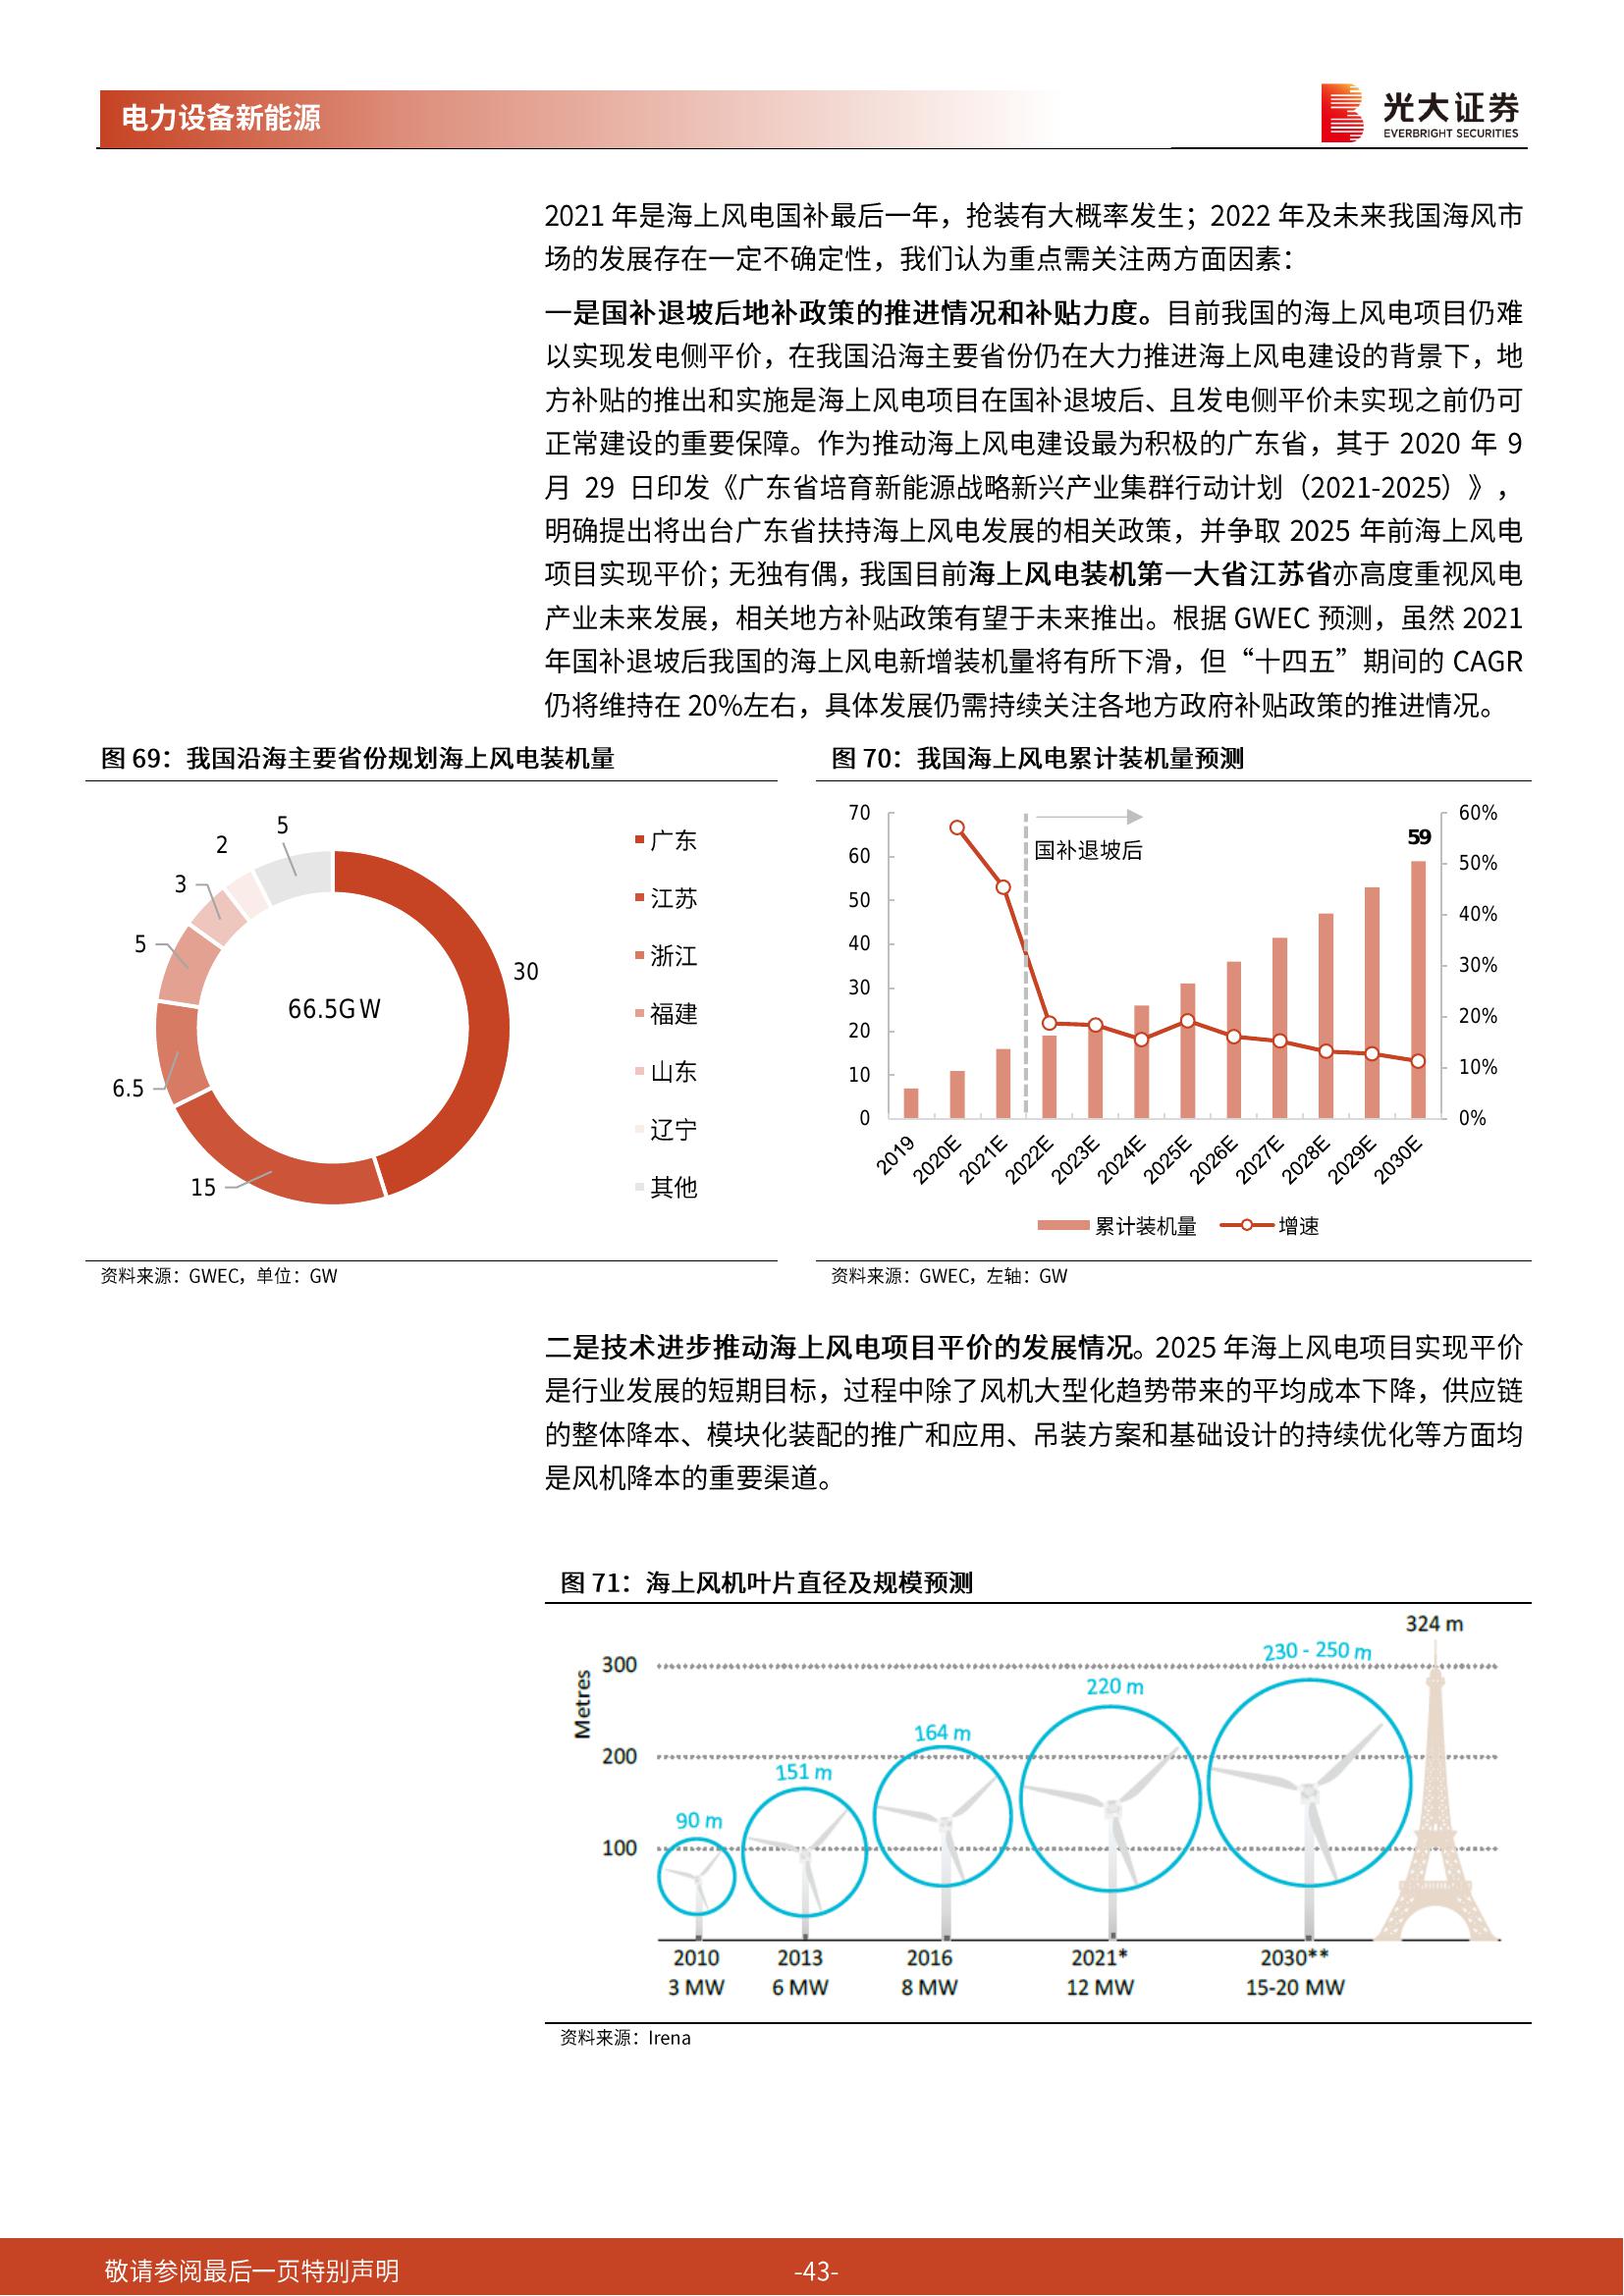 电力设备新能源
光大证券
EVERBRIGHT SECURITIES
2021 年是海上风电国补最后一年，抢装有大概率发生；2022 年及未来我国海风市
场的发展存在一定不确定性，我们认为重点需关注两方面因素：
一是国补退坡后地补政策的推进情况和补贴力度。目前我国的海上风电项目仍难
以实现发电侧平价，在我国沿海主要省份仍在大力推进海上风电建设的背景下，地
方补贴的推出和实施是海上风电项目在国补退坡后、且发电侧平价未实现之前仍可
正常建设的重要保障。作为推动海上风电建设最为积极的广东省，其于 2020 年 9
月 29 日印发《广东省培育新能源战略新兴产业集群行动计划（2021-2025）》，
明确提出将出台广东省扶持海上风电发展的相关政策，并争取 2025 年前海上风电
项目实现平价；无独有偶，我国目前海上风电装机第一大省江苏省亦高度重视风电
产业未来发展，相关地方补贴政策有望于未来推出。根据 GWEC 预测，虽然 2021
年国补退坡后我国的海上风电新增装机量将有所下滑，但“十四五”期间的 CAGR
仍将维持在 20%左右，具体发展仍需持续关注各地方政府补贴政策的推进情况。
图 69：我国沿海主要省份规划海上风电装机量
5
2
3
5
6.5
15
30
66.5GW
广东
江苏
浙江
福建
山东
辽宁
其他
资料来源：GWEC，单位：GW
图 70：我国海上风电累计装机量预测
70
60
50
40
30
20
10
0
国补退坡后
59
60%
50%
40%
30%
20%
10%
0%
2019
2020E
2021E
2022E
2023E
2024E
2025E
2026E
2027E
2028E
2029E
2030E
累计装机量
增速
资料来源：GWEC，左轴：GW
二是技术进步推动海上风电项目平价的发展情况。2025 年海上风电项目实现平价
是行业发展的短期目标，过程中除了风机大型化趋势带来的平均成本下降，供应链
的整体降本、模块化装配的推广和应用、吊装方案和基础设计的持续优化等方面均
是风机降本的重要渠道。
图 71：海上风机叶片直径及规模预测
Metres
300
200
100
90 m
151 m
164 m
220 m
230 - 250 m
324 m
2010
2013
2016
2021*
2030**
3 MW
6 MW
8 MW
12 MW
15-20 MW
资料来源：Irena
敬请参阅最后一页特别声明
-43-